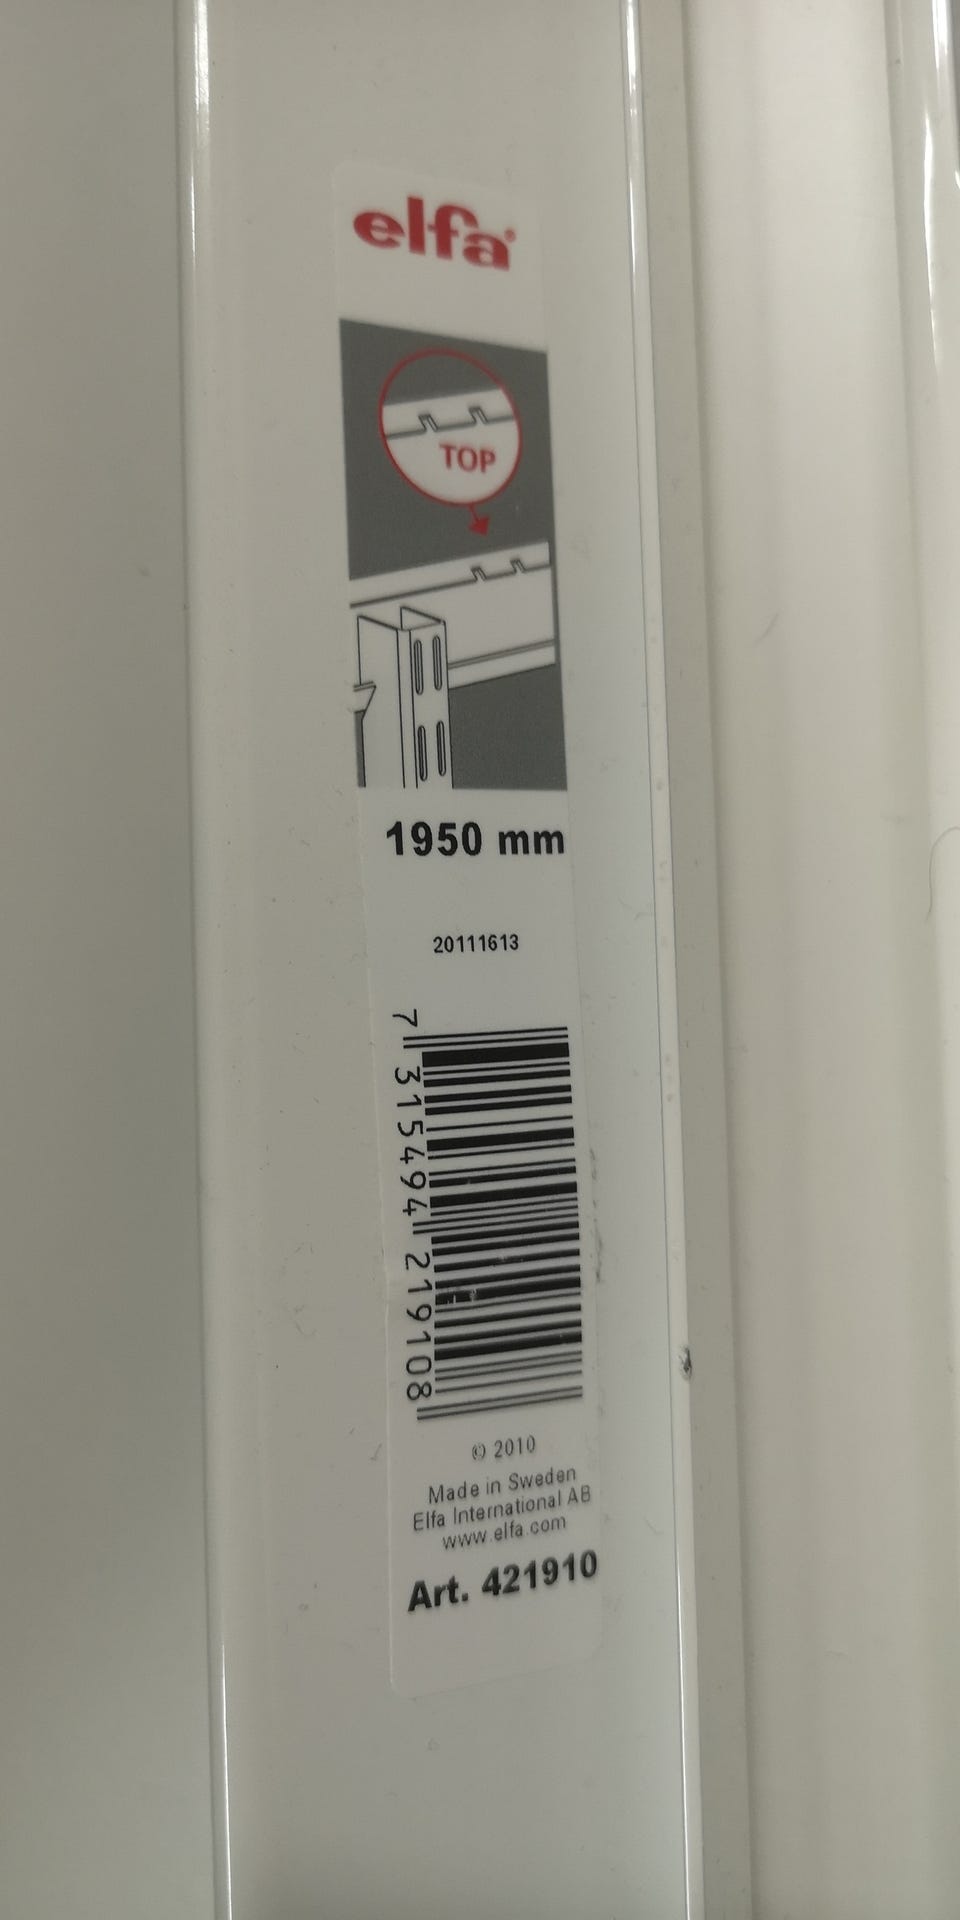 elfa®
TOP
1950 mm
20111613
7 315494 219108
© 2010
Made in Sweden
Elfa International AB
www.elfa.com
Art. 421910